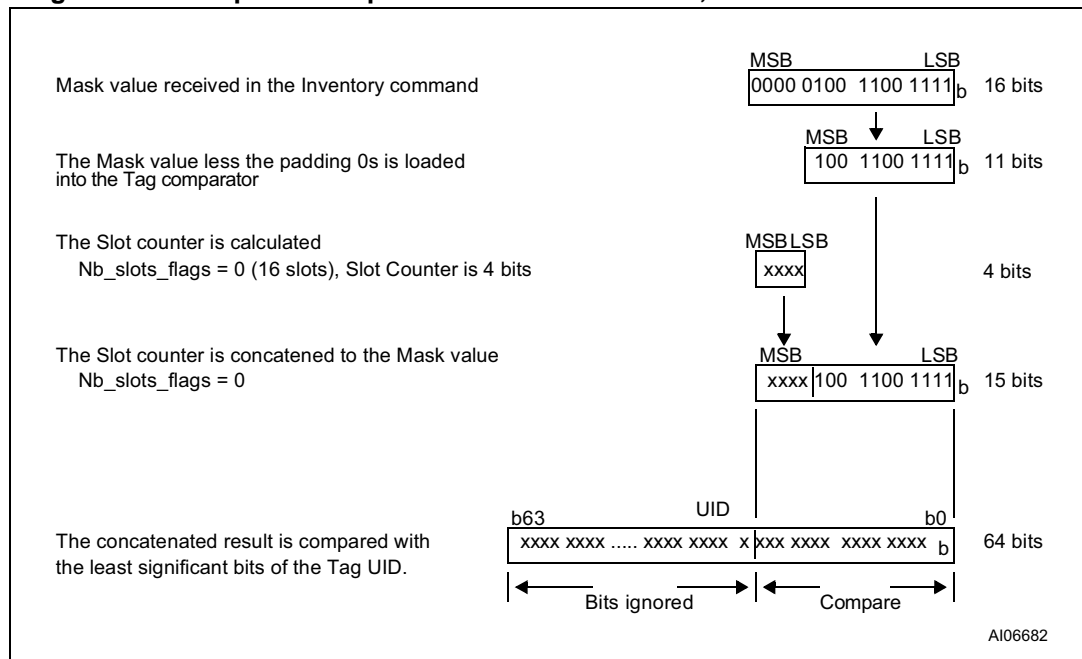 MSB LSB
Mask value received in the Inventory command 0000 0100 1100 1111 b 16 bits
MSB LSB
The Mask value less the padding 0s is loaded
into the Tag comparator
100 1100 1111 b 11 bits
The Slot counter is calculated
MSB LSB
Nb_slots_flags = 0 (16 slots), Slot Counter is 4 bits
xxxx 4 bits
The Slot counter is concatened to the Mask value
MSB LSB
Nb_slots_flags = 0
xxxx 100 1100 1111 b 15 bits
UID
b63 b0
The concatenated result is compared with
the least significant bits of the Tag UID.
xxxx xxxx ..... xxxx xxxx x xxx xxxx xxxx xxxx b 64 bits
Bits ignored Compare
AI06682